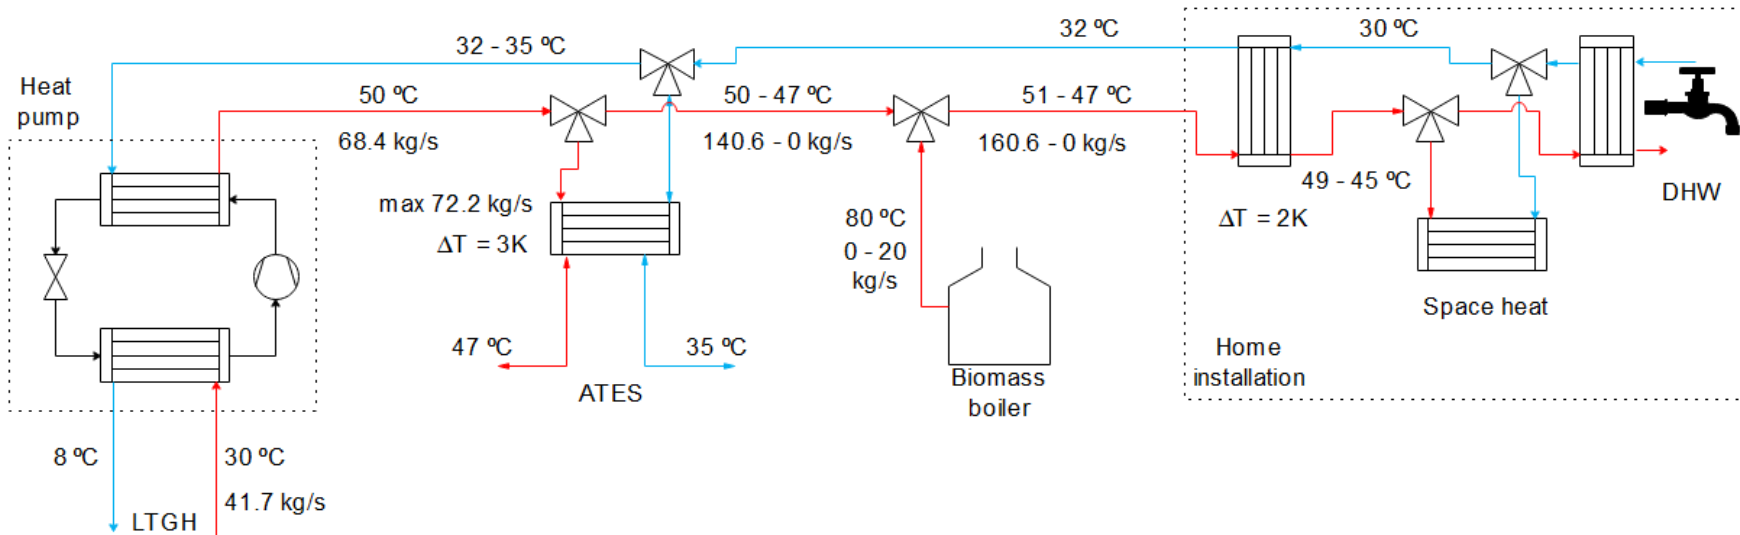 Heat
pump
32 - 35 ºC
32 ºC
30 ºC
50 ºC
68.4 kg/s
50 - 47 ºC
140.6 - 0 kg/s
51 - 47 ºC
160.6 - 0 kg/s
max 72.2 kg/s
ΔT = 3K
80 ºC
0 - 20
kg/s
49 - 45 ºC
ΔT = 2K
DHW
Space heat
47 ºC
35 ºC
ATES
Biomass
boiler
Home
installation
8 ºC
30 ºC
41.7 kg/s
LTGH